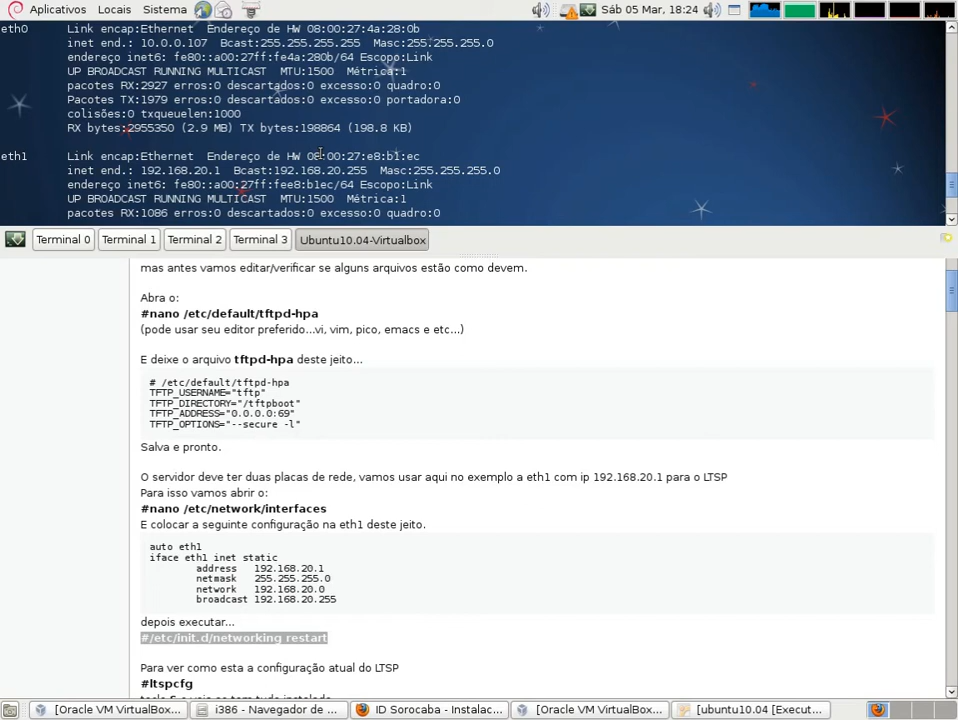 Aplicativos Locais Sistema Sáb 05 Mar, 18:24
eth0 Link encap:Ethernet Endereço de HW 08:00:27:4a:28:0b
inet end.: 10.0.0.107 Bcast:255.255.255.255 Masc:255.255.255.0
endereço inet6: fe80::a00:27ff:fe4a:280b/64 Escopo:Link
UP BROADCAST RUNNING MULTICAST MTU:1500 Métrica:1
pacotes RX:2927 erros:0 descartados:0 excesso:0 quadro:0
Pacotes TX:1979 erros:0 descartados:0 excesso:0 portadora:0
colisões:0 txqueuelen:1000
RX bytes:2955350 (2.9 MB) TX bytes:198864 (198.8 KB)
eth1 Link encap:Ethernet Endereço de HW 08:00:27:e8:b1:ec
inet end.: 192.168.20.1 Bcast:192.168.20.255 Masc:255.255.255.0
endereço inet6: fe80::a00:27ff:fee8:b1ec/64 Escopo:Link
UP BROADCAST RUNNING MULTICAST MTU:1500 Métrica:1
pacotes RX:1086 erros:0 descartados:0 excesso:0 quadro:0
Terminal 0 Terminal 1 Terminal 2 Terminal 3 Ubuntu10.04-Virtualbox
mas antes vamos editar/verificar se alguns arquivos estão como devem.
Abra o:
#nano /etc/default/tftpd-hpa
(pode usar seu editor preferido...vi, vim, pico, emacs e etc...)
E deixe o arquivo tftpd-hpa deste jeito...
# /etc/default/tftpd-hpa
TFTP_USERNAME="tftp"
TFTP_DIRECTORY="/tftpboot"
TFTP_ADDRESS="0.0.0.0:69"
TFTP_OPTIONS="--secure -l"
Salva e pronto.
O servidor deve ter duas placas de rede, vamos usar aqui no exemplo a eth1 com ip 192.168.20.1 para o LTSP
Para isso vamos abrir o:
#nano /etc/network/interfaces
E colocar a seguinte configuração na eth1 deste jeito.
auto eth1
iface eth1 inet static
address 192.168.20.1
netmask 255.255.255.0
network 192.168.20.0
broadcast 192.168.20.255
depois executar...
#/etc/init.d/networking restart
Para ver como esta a configuração atual do LTSP
#ltspcfg
[Oracle VM VirtualBox... i386 - Navegador de ... ID Sorocaba - Instalac... [Oracle VM VirtualBox... [ubuntu10.04 [Execut...